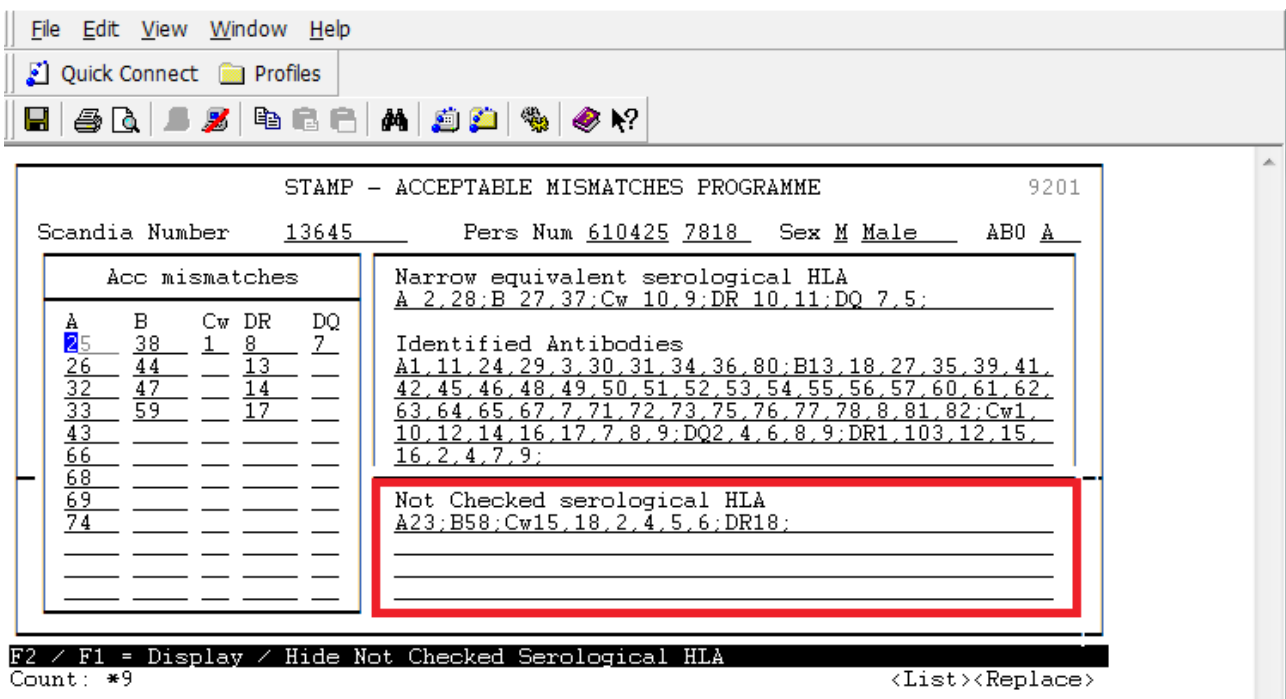 File Edit View Window Help
Quick Connect Profiles
STAMP – ACCEPTABLE MISMATCHES PROGRAMME 9201
Scandia Number 13645 Pers Num 610425 7818 Sex M Male ABO A
Acc mismatches
A B Cw DR DQ
25 38 1 8 7
26 44 13
32 47 14
33 59 17
43
66
68
69
74
Narrow equivalent serological HLA
A 2,28;B 27,37;Cw 10,9;DR 10,11;DQ 7,5;
Identified Antibodies
A1,11,24,29,3,30,31,34,36,80;B13,18,27,35,39,41,
42,45,46,48,49,50,51,52,53,54,55,56,57,60,61,62,
63,64,65,67,7,71,72,73,75,76,77,78,8,81,82;Cw1,
10,12,14,16,17,7,8,9;DQ2,4,6,8,9;DR1,103,12,15,
16,2,4,7,9;
Not Checked serological HLA
A23;B58;Cw15,18,2,4,5,6;DR18;
F2 / F1 = Display / Hide Not Checked Serological HLA
Count: *9 <List><Replace>